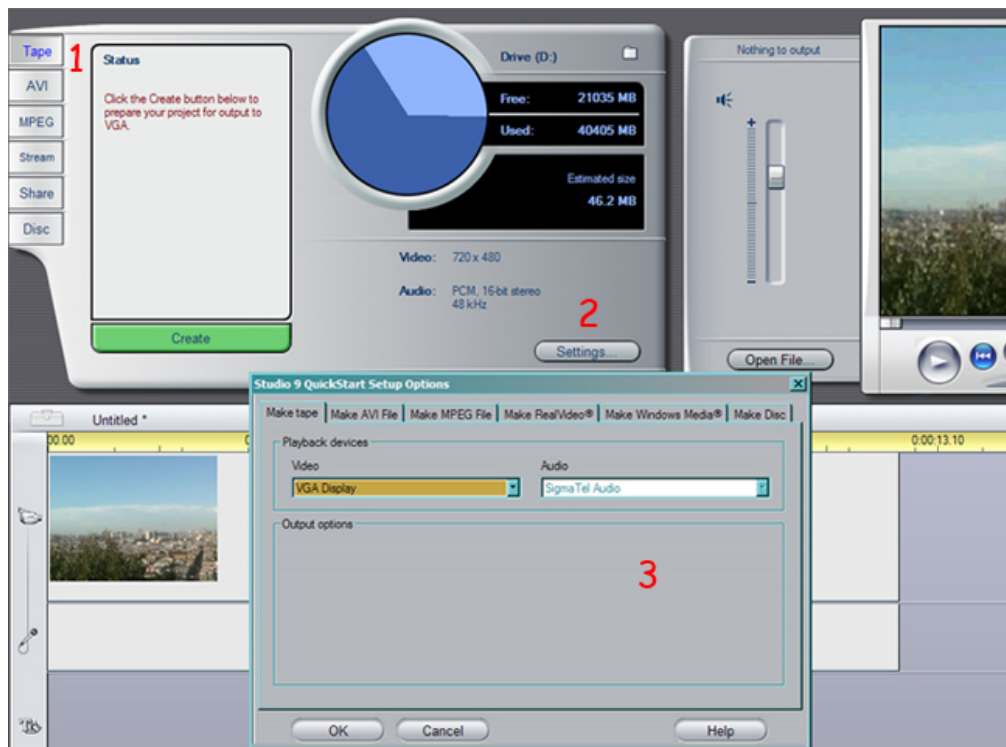 Tape
1
AVI
MPEG
Stream
Share
Disc
Status
Click the Create button below to
prepare your project for output to
VGA.
Create
Drive (D:)
Free: 21035 MB
Used: 40405 MB
Estimated size
46.2 MB
Video: 720 x 480
Audio: PCM, 16-bit stereo
48 kHz
2
Settings...
Nothing to output
Open File...
Untitled *
Studio 9 QuickStart Setup Options
Make tape Make AVI File Make MPEG File Make RealVideo® Make Windows Media® Make Disc
Playback devices
Video Audio
VGA Display SigmaTel Audio
Output options
3
OK Cancel Help
00.00 0:00:13.10